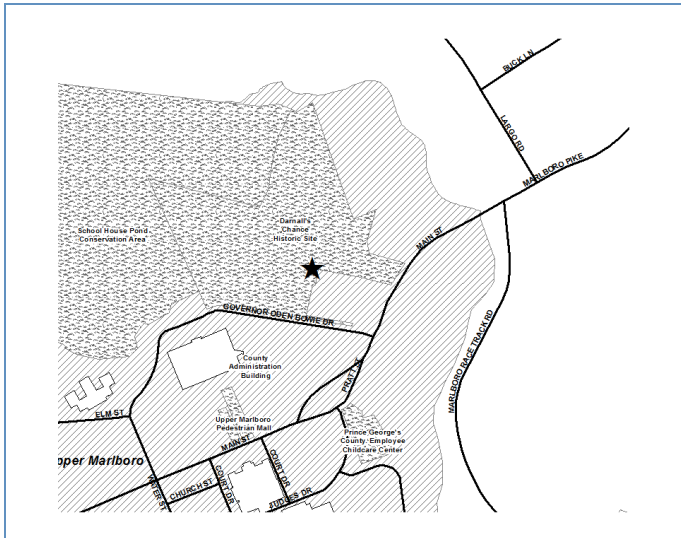 BUCK LN
LARGO RD
MARLBORO PIKE
School House Pond
Conservation Area
Darnall's
Chance
Historic Site
MAIN ST
GOVERNOR ODEN BOWIE DR
MARLBORO RACE TRACK RD
County
Administration
Building
PRATT ST
ELM ST
Upper Marlboro
Pedestrian Mall
MAIN ST
Prince George's
County, Employee
Childcare Center
pper Marlboro
WATER ST
CHURCH ST
COURT DR
COURT DR
JUDGES DR